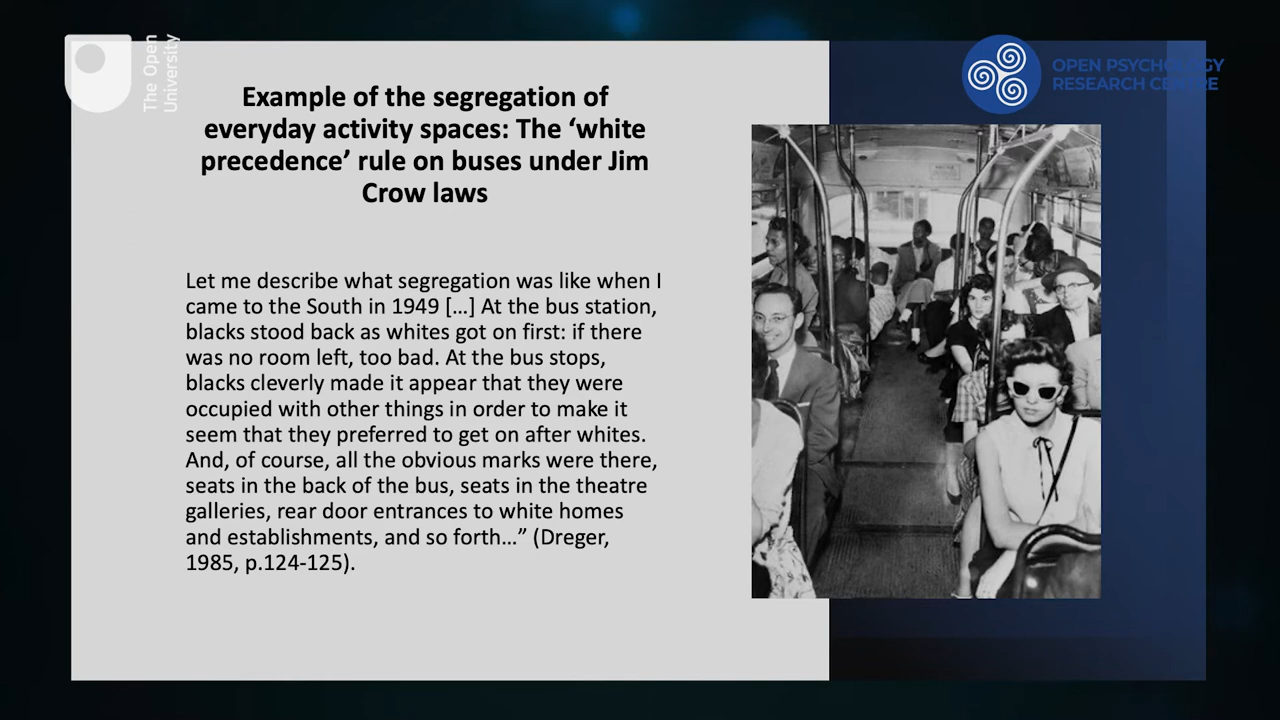 The Open
University
OPEN PSYCHOLOGY
RESEARCH CENTRE
Example of the segregation of
everyday activity spaces: The ‘white
precedence’ rule on buses under Jim
Crow laws
Let me describe what segregation was like when I
came to the South in 1949 [...] At the bus station,
blacks stood back as whites got on first: if there
was no room left, too bad. At the bus stops,
blacks cleverly made it appear that they were
occupied with other things in order to make it
seem that they preferred to get on after whites.
And, of course, all the obvious marks were there,
seats in the back of the bus, seats in the theatre
galleries, rear door entrances to white homes
and establishments, and so forth...” (Dreger,
1985, p.124-125).